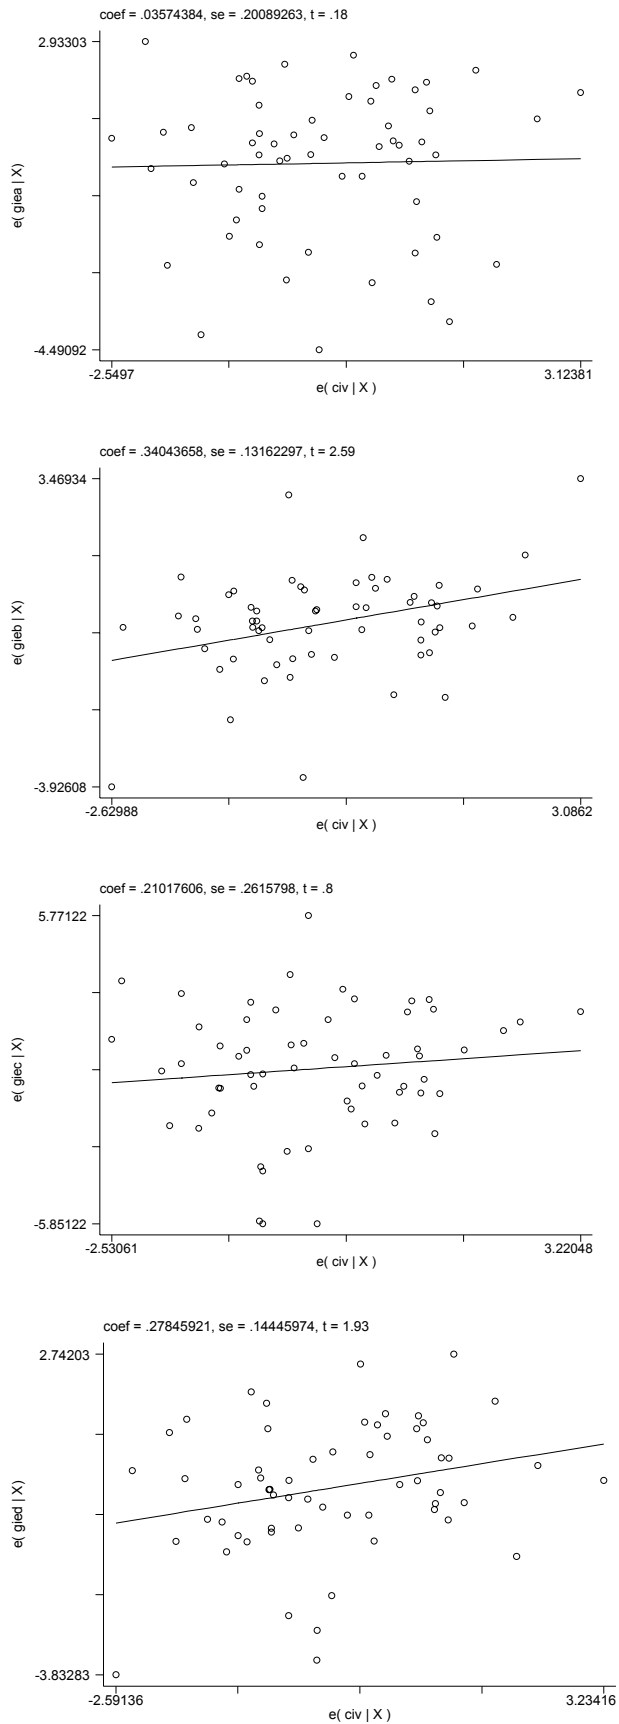 coef = .03574384, se = .20089263, t = .18
2.93303
e( giea | X)
-4.49092
-2.5497
3.12381
e( civ | X )
coef = .34043658, se = .13162297, t = 2.59
3.46934
e( gieb | X)
-3.92608
-2.62988
3.0862
e( civ | X )
coef = .21017606, se = .2615798, t = .8
5.77122
e( giec | X)
-5.85122
-2.53061
3.22048
e( civ | X )
coef = .27845921, se = .14445974, t = 1.93
2.74203
e( gied | X)
-3.83283
-2.59136
3.23416
e( civ | X )